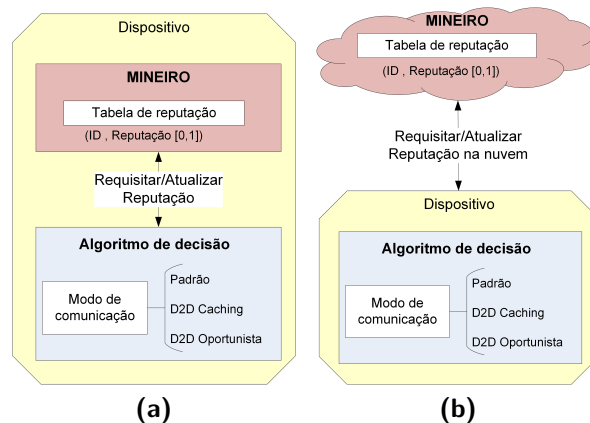 Dispositivo
MINEIRO
Tabela de reputação
(ID , Reputação [0,1])
Requisitar/Atualizar
Reputação
Algoritmo de decisão
Modo de
comunicação
Padrão
D2D Caching
D2D Oportunista
(a)
MINEIRO
Tabela de reputação
(ID , Reputação [0,1])
Requisitar/Atualizar
Reputação na nuvem
Dispositivo
Algoritmo de decisão
Modo de
comunicação
Padrão
D2D Caching
D2D Oportunista
(b)